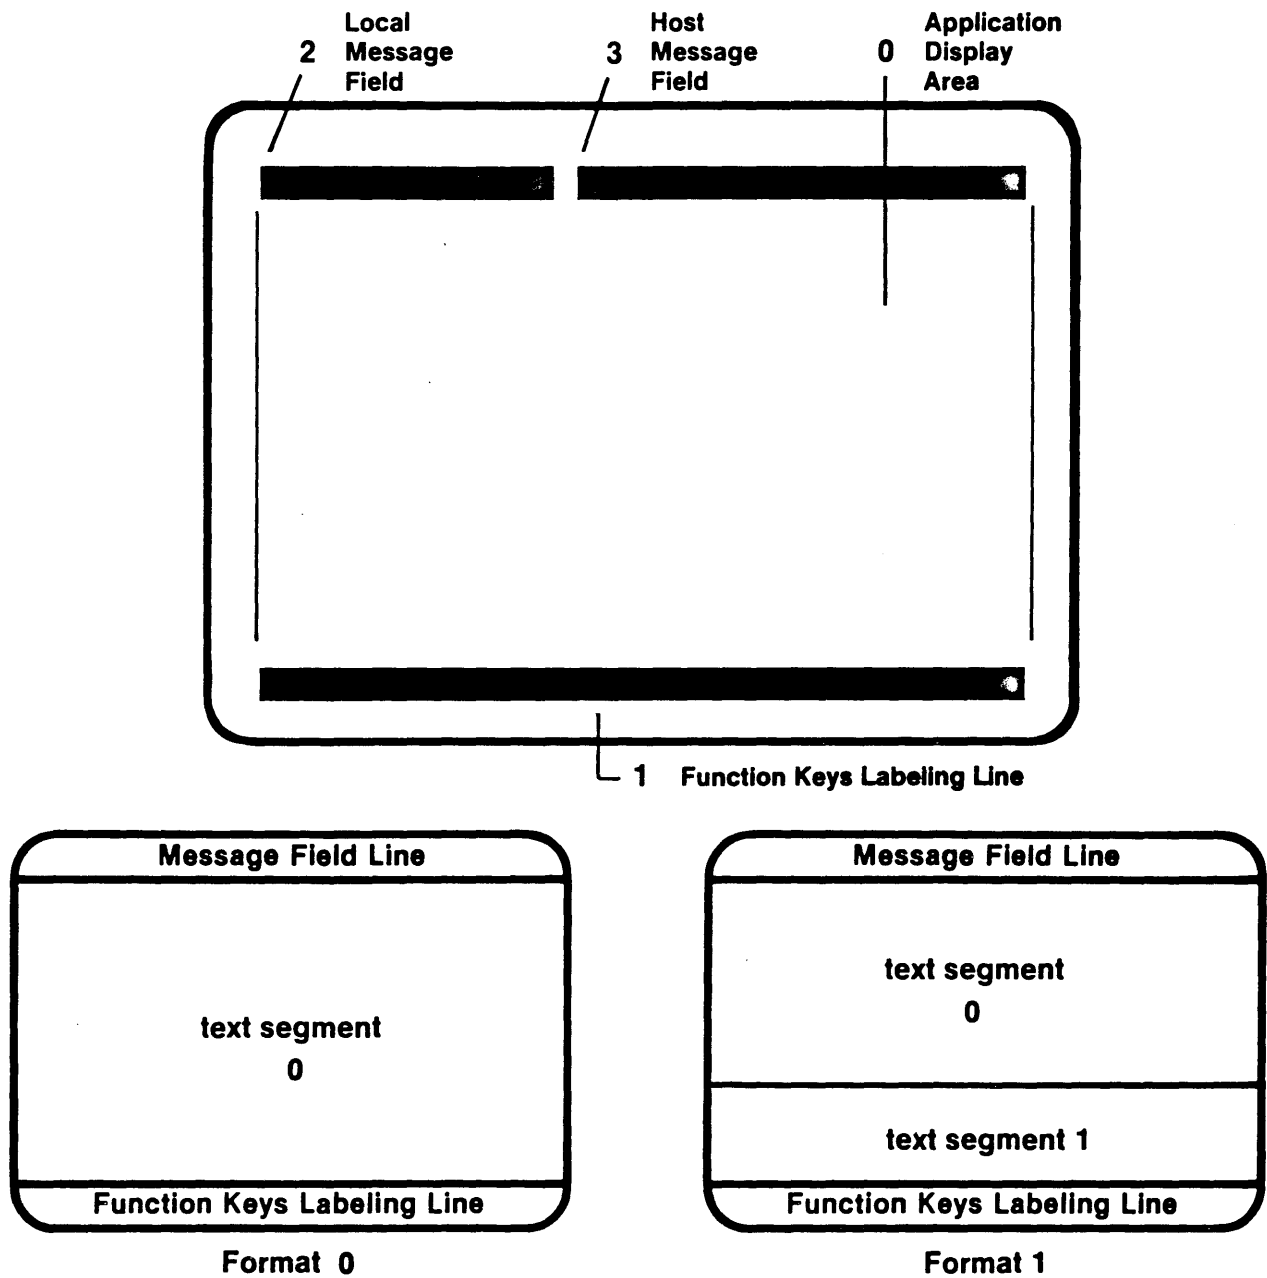 2 Local Message Field
3 Host Message Field
0 Application Display Area
1 Function Keys Labeling Line
Message Field Line
text segment
0
Function Keys Labeling Line
Format 0
Message Field Line
text segment
0
text segment 1
Function Keys Labeling Line
Format 1